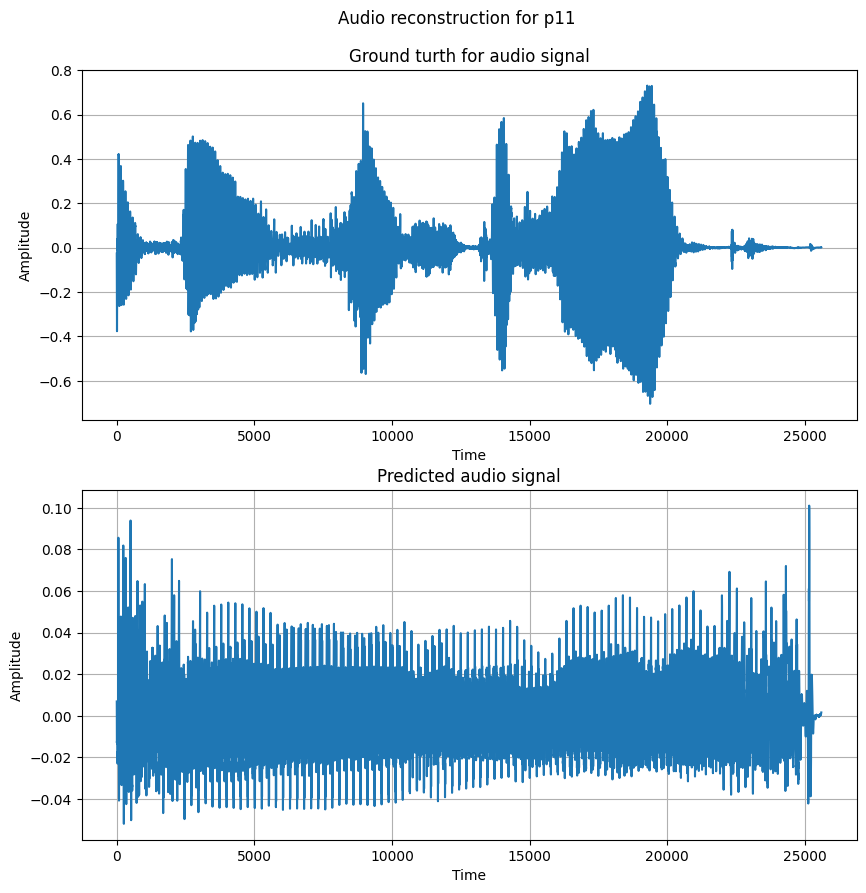 Audio reconstruction for p11
Ground turth for audio signal
0.8
0.6
0.4
0.2
0.0
−0.2
−0.4
−0.6
Amplitude
0 5000 10000 15000 20000 25000
Time
Predicted audio signal
0.10
0.08
0.06
0.04
0.02
0.00
−0.02
−0.04
Amplitude
0 5000 10000 15000 20000 25000
Time